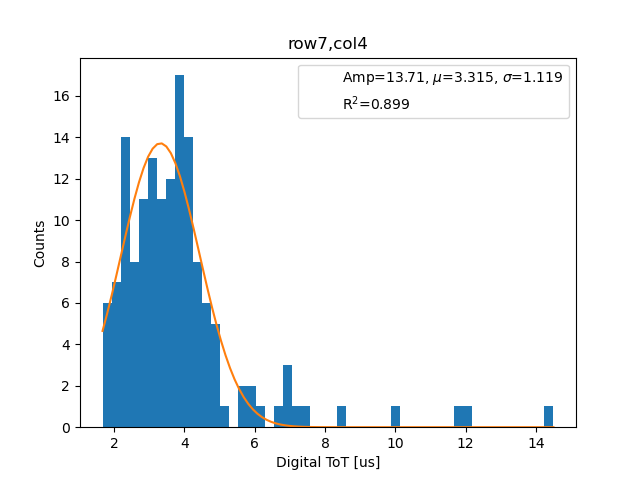 row7,col4
Amp=13.71, μ=3.315, σ=1.119
R²=0.899
Counts
16
14
12
10
8
6
4
2
0
2 4 6 8 10 12 14
Digital ToT [us]